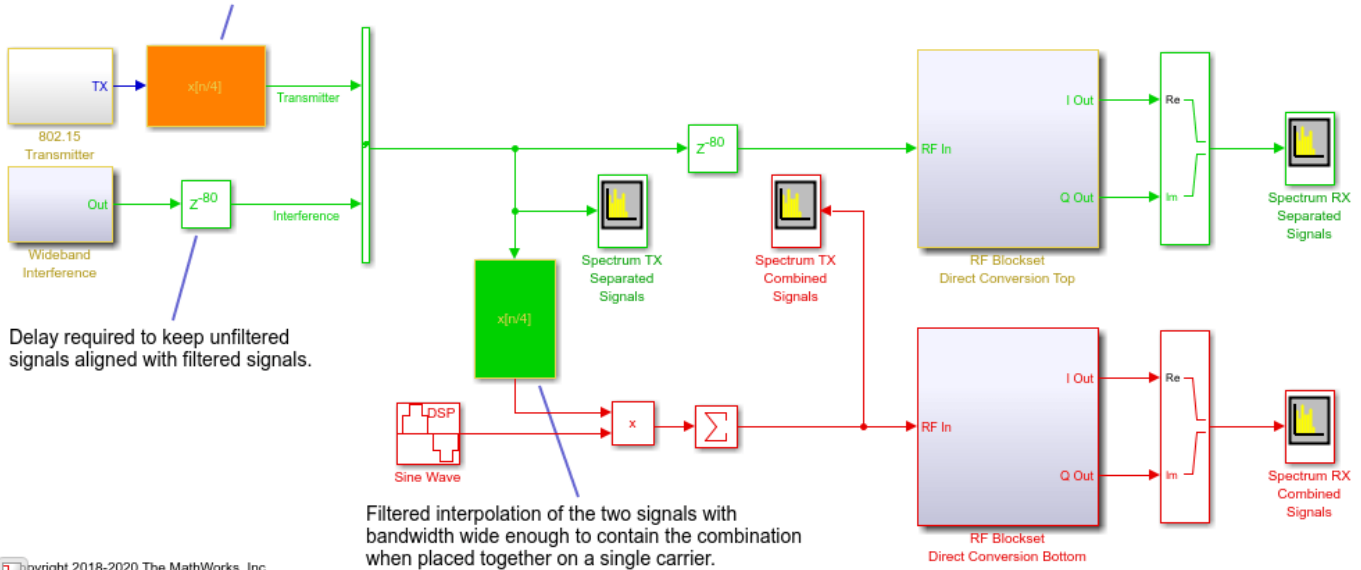 TX
x[n/4]
Transmitter
802.15
Transmitter
Out
Z-80
Interference
Wideband
Interference
Delay required to keep unfiltered
signals aligned with filtered signals.
Z-80
Spectrum TX
Separated
Signals
Spectrum TX
Combined
Signals
x[n/4]
DSP
Sine Wave
x
∑
Filtered interpolation of the two signals with
bandwidth wide enough to contain the combination
when placed together on a single carrier.
RF In
I Out
Q Out
RF Blockset
Direct Conversion Top
Re
Im
Spectrum RX
Separated
Signals
RF In
I Out
Q Out
RF Blockset
Direct Conversion Bottom
Re
Im
Spectrum RX
Combined
Signals
2018-2020 The MathWorks, Inc.